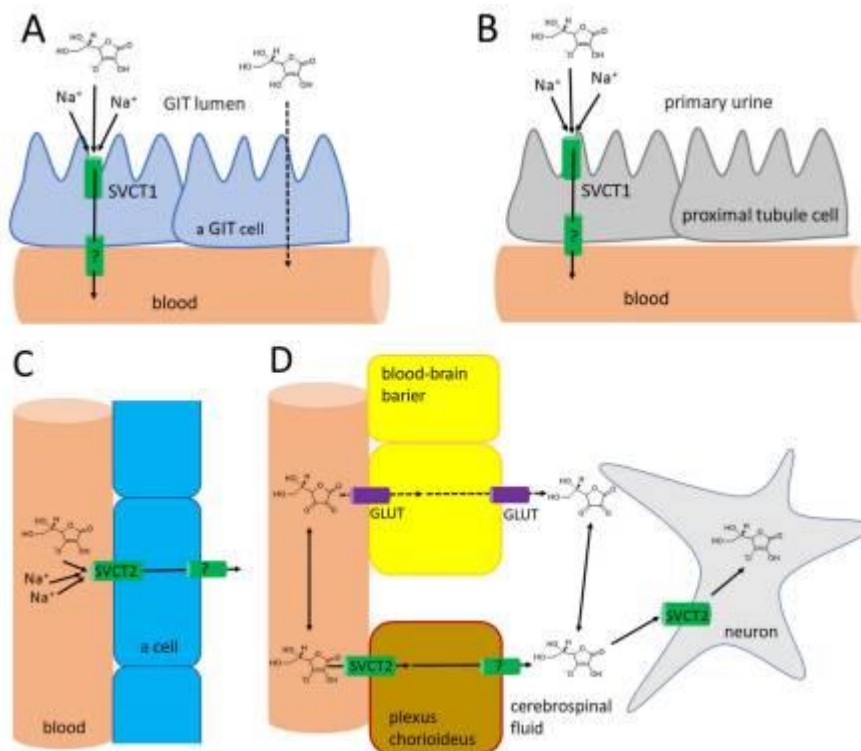 A
Na⁺
Na⁺
GIT lumen
SVCT1
a GIT cell
?
blood
B
Na⁺
Na⁺
primary urine
SVCT1
proximal tubule cell
?
blood
C
Na⁺
Na⁺
SVCT2
?
a cell
blood
D
blood-brain
barier
GLUT
GLUT
SVCT2
?
plexus
chorioideus
cerebrospinal
fluid
SVCT2
neuron